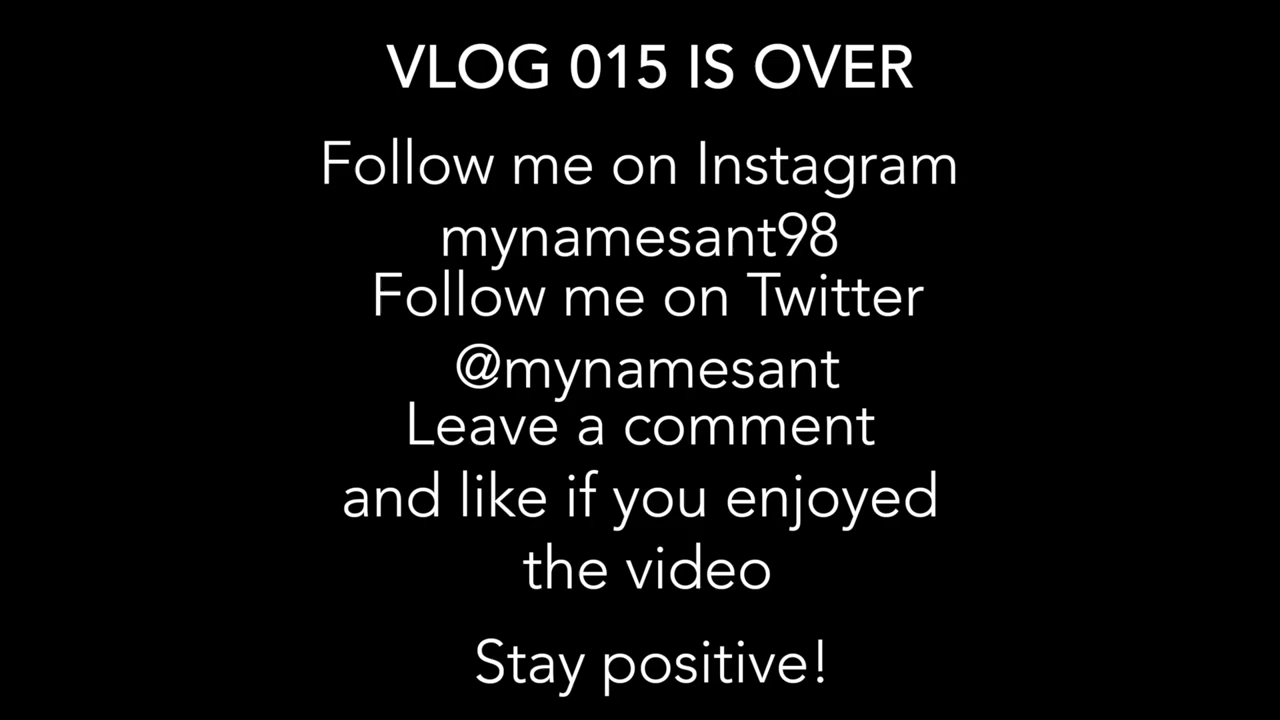 VLOG 015 IS OVER
Follow me on Instagram
mynamesant98
Follow me on Twitter
@mynamesant
Leave a comment
and like if you enjoyed
the video
Stay positive!